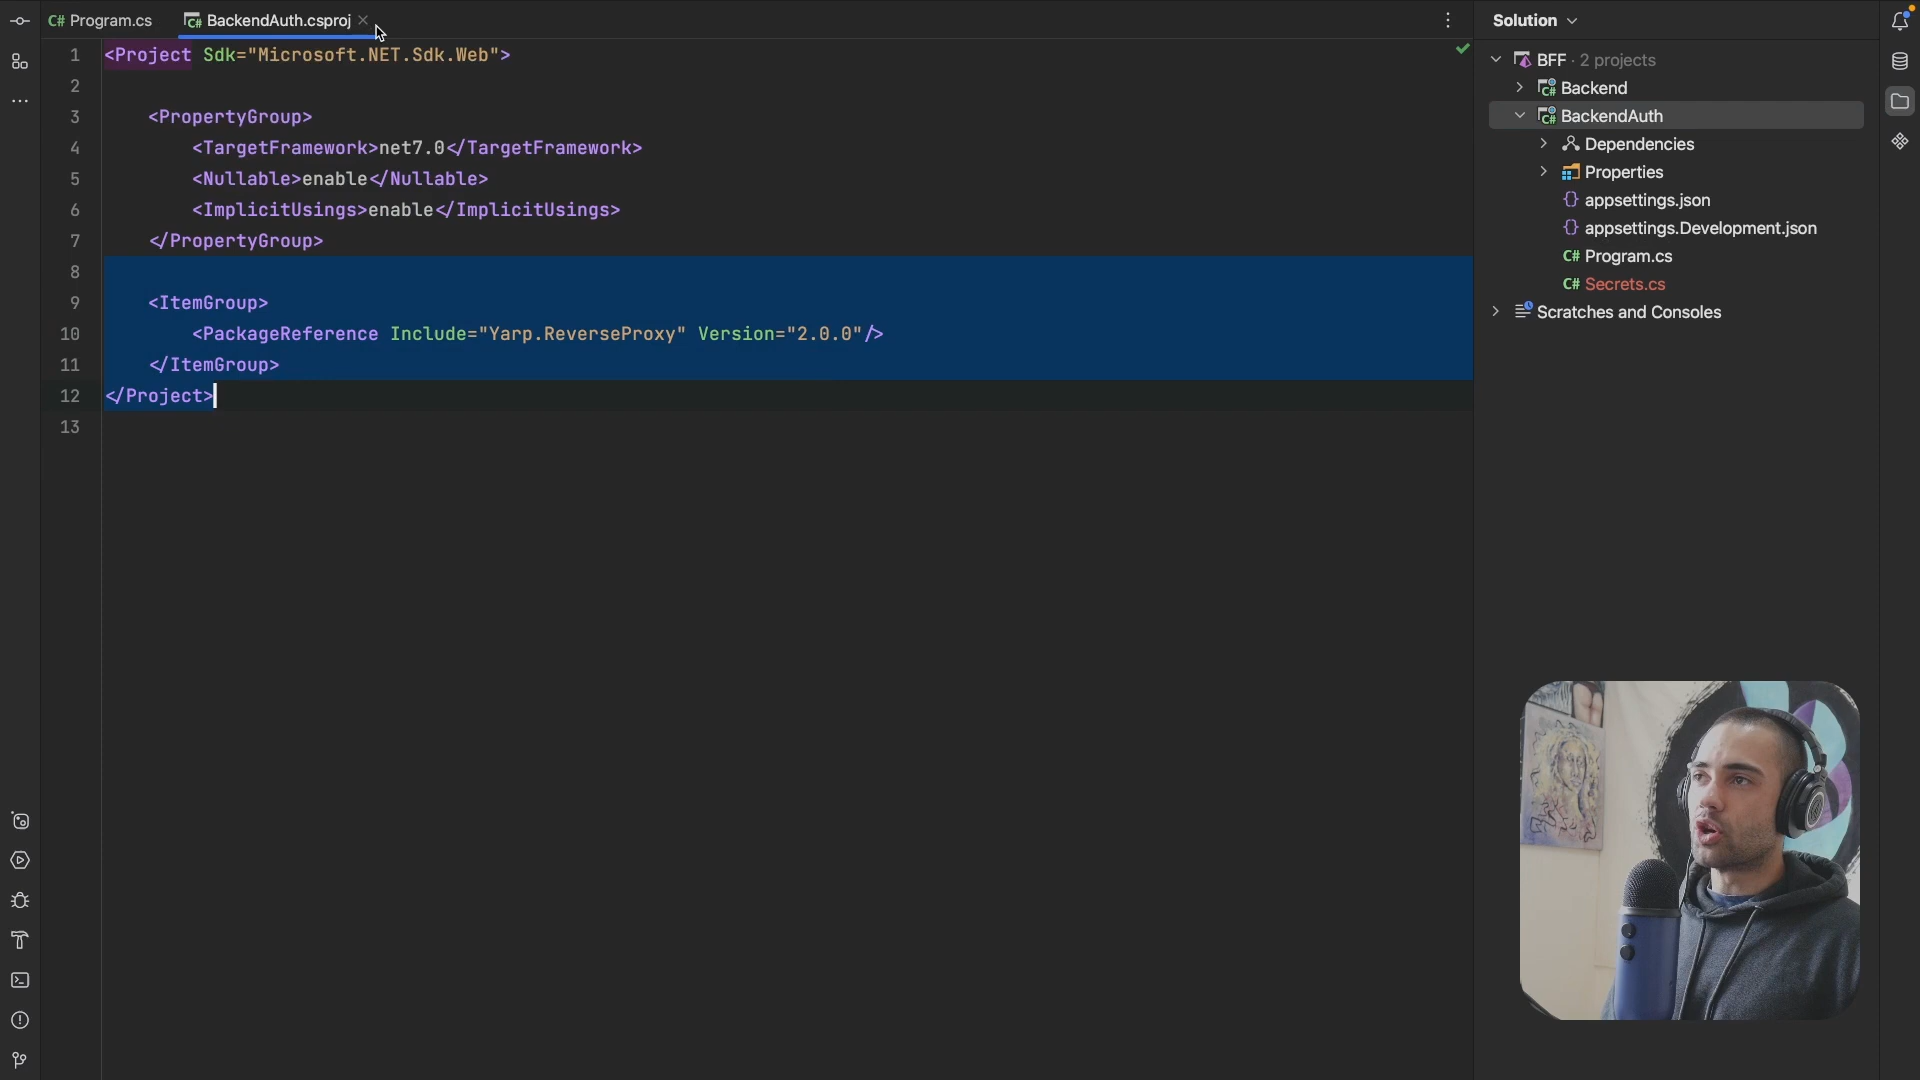 C# Program.cs
C# BackendAuth.csproj
Solution
1 <Project Sdk="Microsoft.NET.Sdk.Web">
2
3 <PropertyGroup>
4 <TargetFramework>net7.0</TargetFramework>
5 <Nullable>enable</Nullable>
6 <ImplicitUsings>enable</ImplicitUsings>
7 </PropertyGroup>
8
9 <ItemGroup>
10 <PackageReference Include="Yarp.ReverseProxy" Version="2.0.0"/>
11 </ItemGroup>
12 </Project>
13
BFF · 2 projects
C# Backend
C# BackendAuth
Dependencies
Properties
{} appsettings.json
{} appsettings.Development.json
C# Program.cs
C# Secrets.cs
Scratches and Consoles